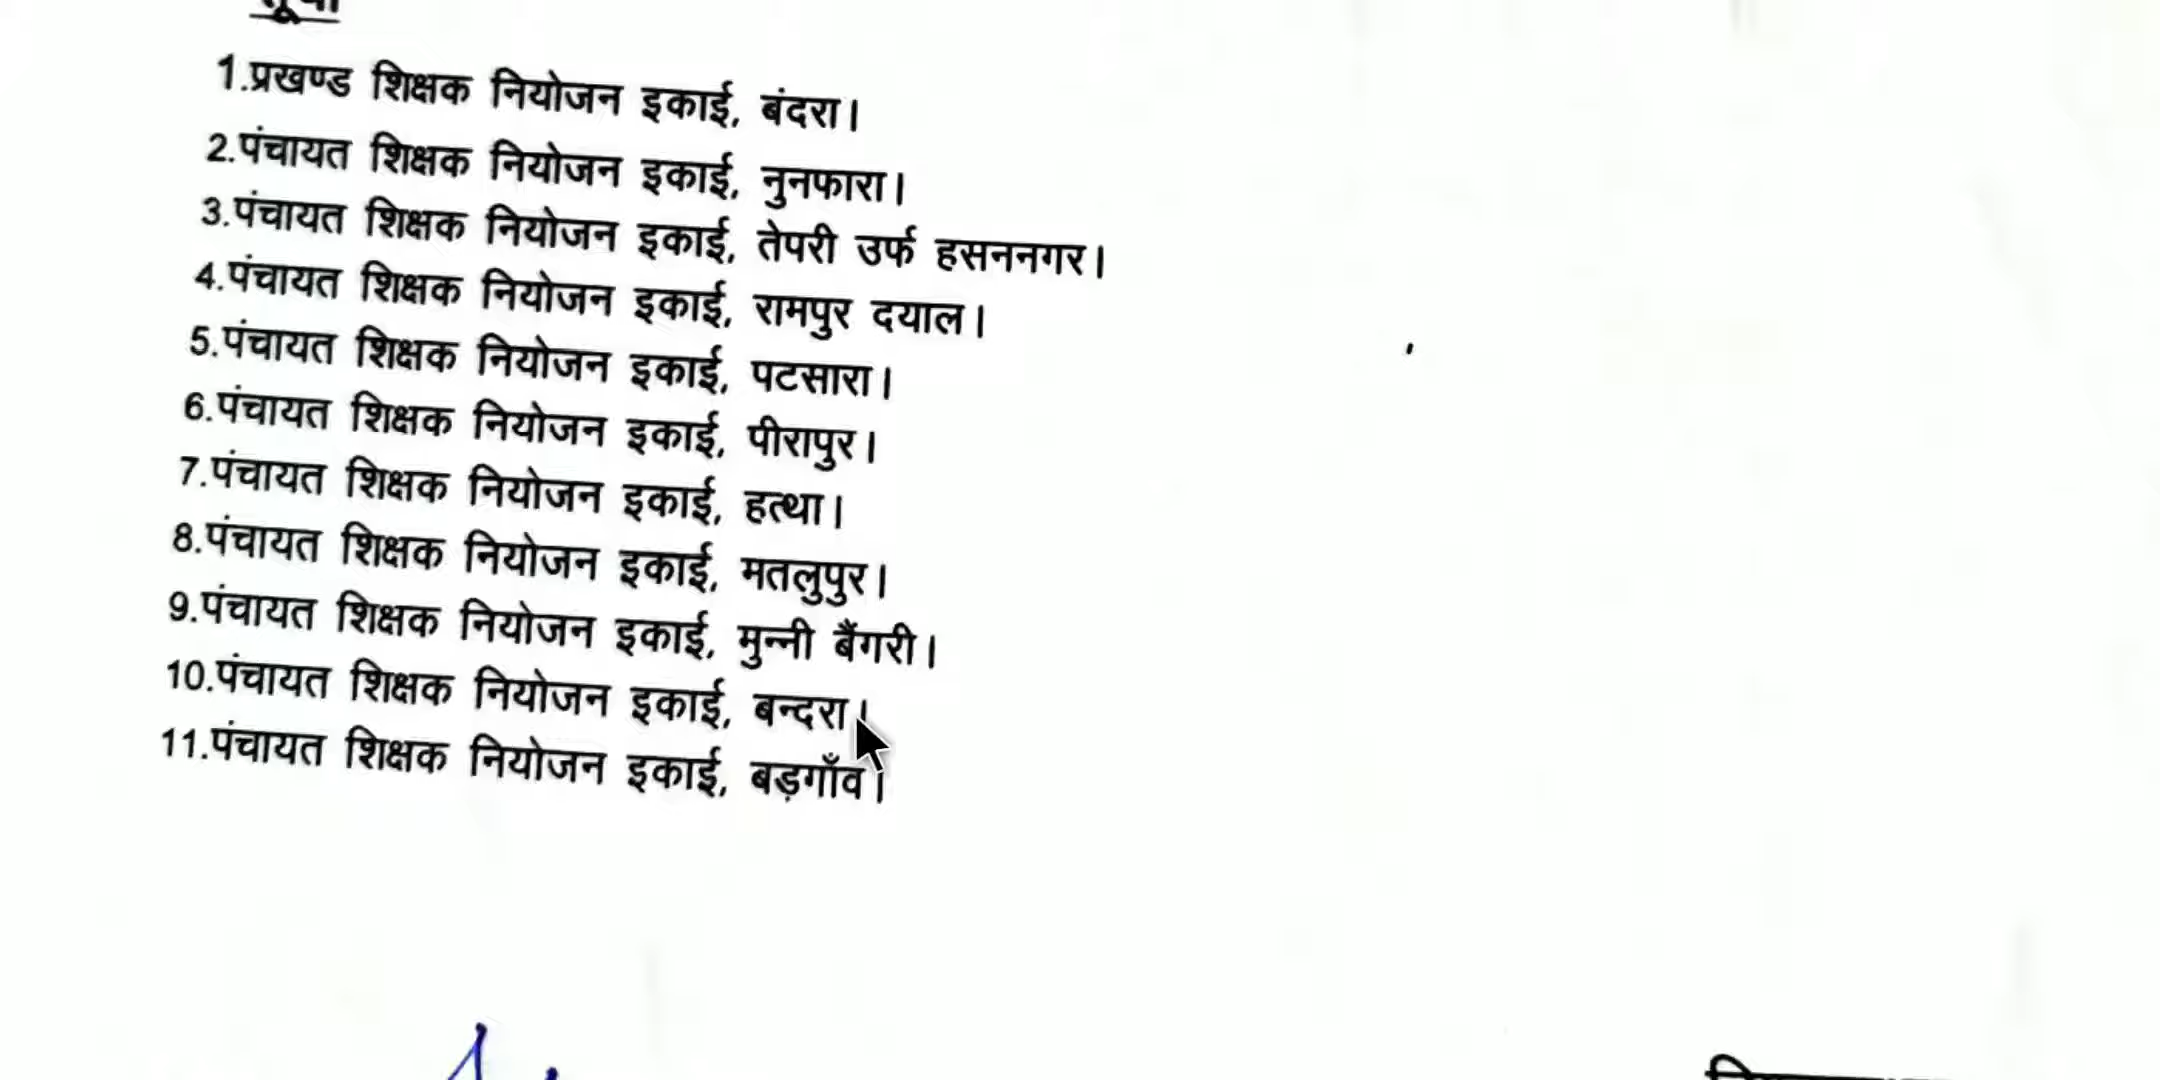 1.प्रखण्ड शिक्षक नियोजन इकाई, बंदरा।
2.पंचायत शिक्षक नियोजन इकाई, नुनफारा।
3.पंचायत शिक्षक नियोजन इकाई, तेपरी उर्फ हसननगर।
4.पंचायत शिक्षक नियोजन इकाई, रामपुर दयाल।
5.पंचायत शिक्षक नियोजन इकाई, पटसारा।
6.पंचायत शिक्षक नियोजन इकाई, पीरापुर।
7.पंचायत शिक्षक नियोजन इकाई, हत्था।
8.पंचायत शिक्षक नियोजन इकाई, मतलुपुर।
9.पंचायत शिक्षक नियोजन इकाई, मुन्नी बैंगरी।
10.पंचायत शिक्षक नियोजन इकाई, बन्दरा।
11.पंचायत शिक्षक नियोजन इकाई, बड़गाँव।